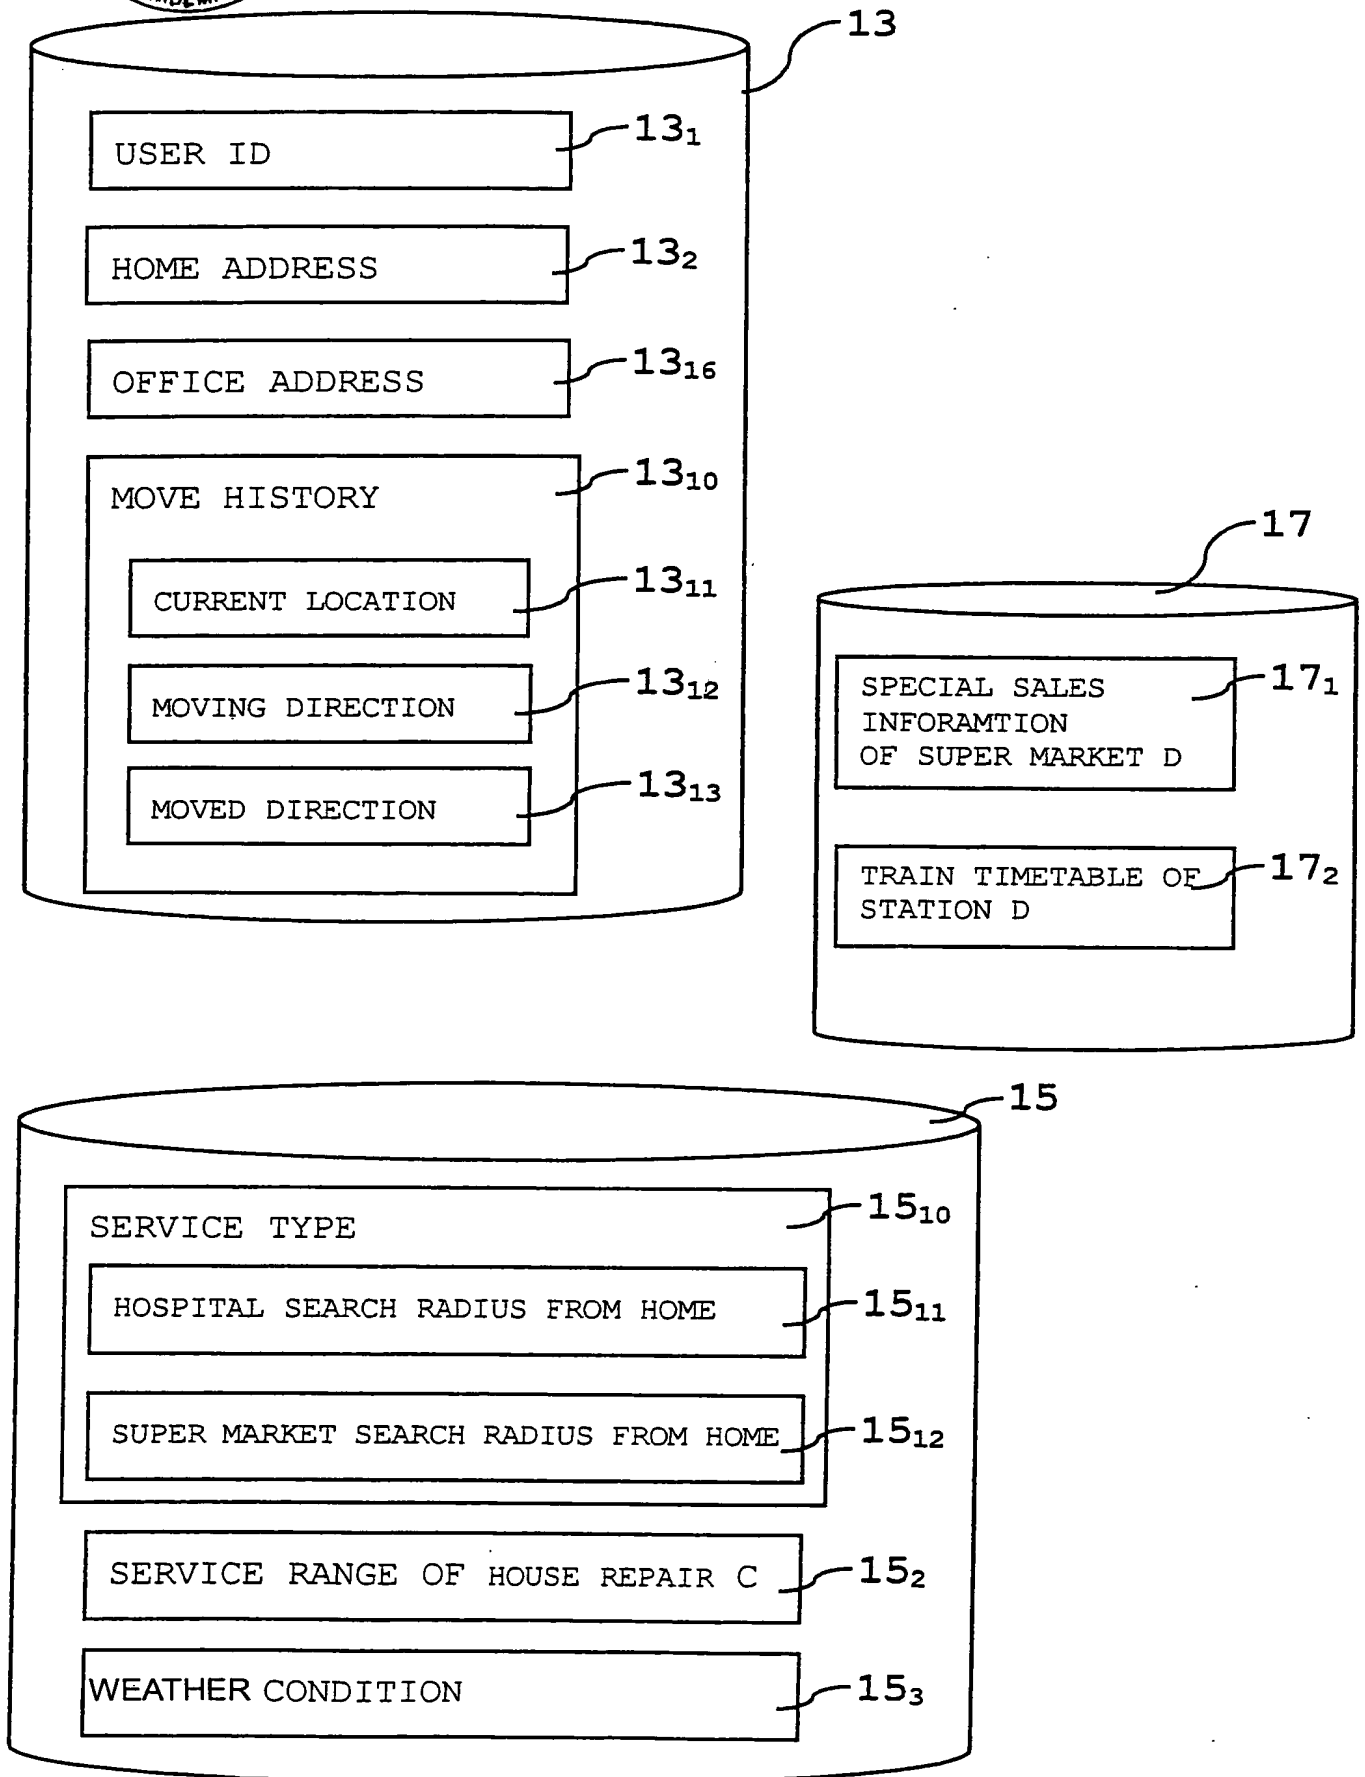 13
USER ID
13₁
HOME ADDRESS
13₂
OFFICE ADDRESS
13₁₆
MOVE HISTORY
13₁₀
CURRENT LOCATION
13₁₁
MOVING DIRECTION
13₁₂
MOVED DIRECTION
13₁₃
17
SPECIAL SALES
INFORAMTION
OF SUPER MARKET D
17₁
TRAIN TIMETABLE OF
STATION D
17₂
15
SERVICE TYPE
15₁₀
HOSPITAL SEARCH RADIUS FROM HOME
15₁₁
SUPER MARKET SEARCH RADIUS FROM HOME
15₁₂
SERVICE RANGE OF HOUSE REPAIR C
15₂
WEATHER CONDITION
15₃